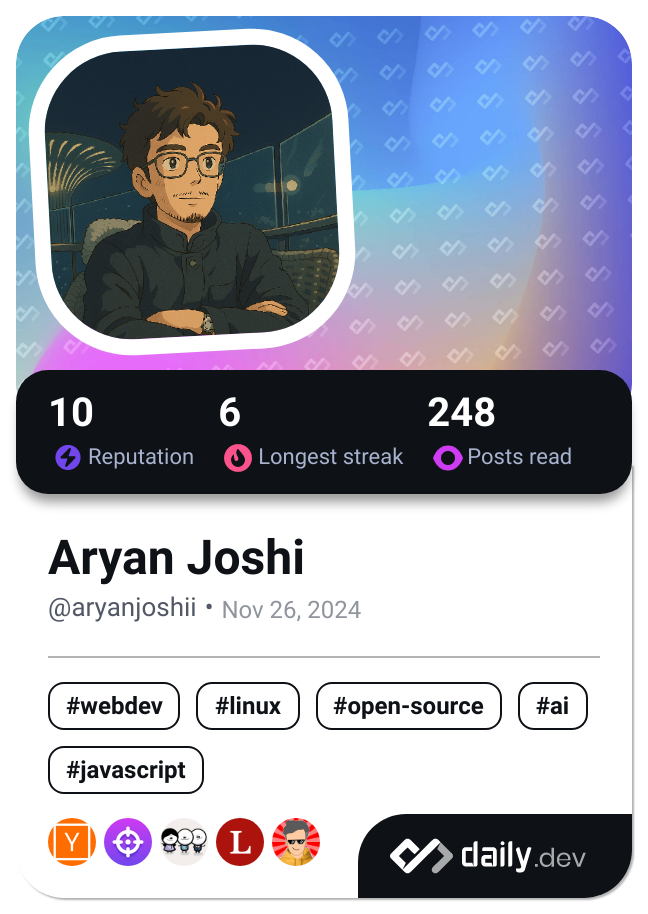 10 6 248
Reputation Longest streak Posts read
Aryan Joshi
@aryanjoshii • Nov 26, 2024
#webdev #linux #open-source #ai
#javascript
Y L
daily.dev